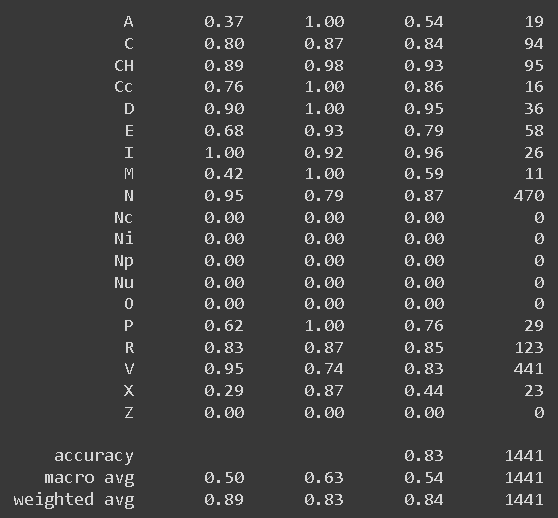 A 0.37 1.00 0.54 19
C 0.80 0.87 0.84 94
CH 0.89 0.98 0.93 95
Cc 0.76 1.00 0.86 16
D 0.90 1.00 0.95 36
E 0.68 0.93 0.79 58
I 1.00 0.92 0.96 26
M 0.42 1.00 0.59 11
N 0.95 0.79 0.87 470
Nc 0.00 0.00 0.00 0
Ni 0.00 0.00 0.00 0
Np 0.00 0.00 0.00 0
Nu 0.00 0.00 0.00 0
O 0.00 0.00 0.00 0
P 0.62 1.00 0.76 29
R 0.83 0.87 0.85 123
V 0.95 0.74 0.83 441
X 0.29 0.87 0.44 23
Z 0.00 0.00 0.00 0
accuracy 0.83 1441
macro avg 0.50 0.63 0.54 1441
weighted avg 0.89 0.83 0.84 1441